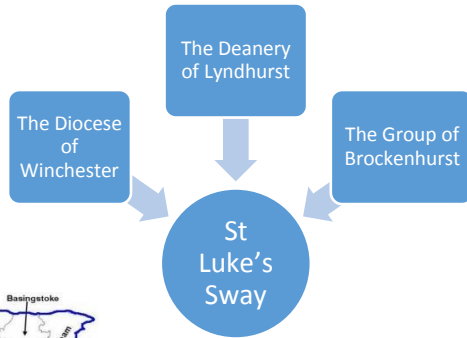 The Deanery
of Lyndhurst
The Diocese
of
Winchester
The Group of
Brockenhurst
St
Luke's
Sway
Basingstoke